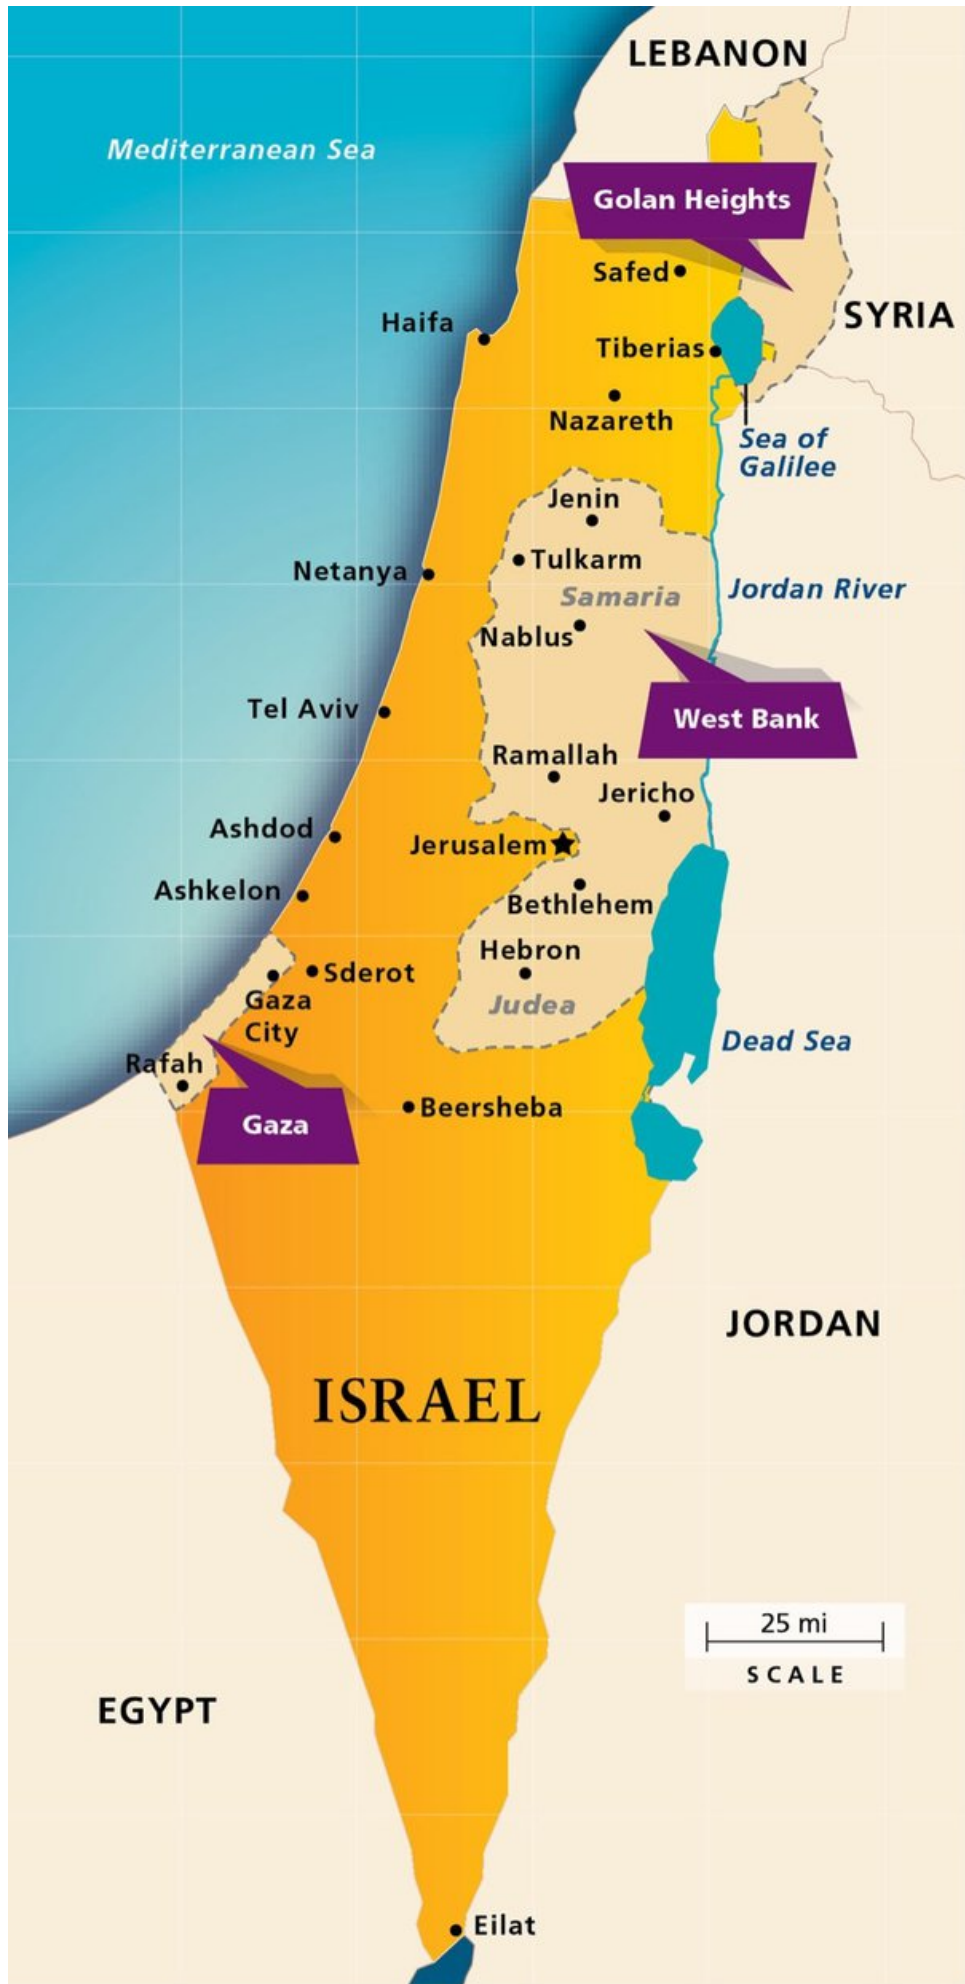 LEBANON
Mediterranean Sea
Golan Heights
Safed
SYRIA
Haifa
Tiberias
Nazareth
Sea of
Galilee
Jenin
Tulkarm
Netanya
Jordan River
Samaria
Nablus
Tel Aviv
West Bank
Ramallah
Jericho
Ashdod
Jerusalem
Ashkelon
Bethlehem
Hebron
Sderot
Gaza
City
Judea
Dead Sea
Rafah
Beersheba
Gaza
JORDAN
ISRAEL
25 mi
SCALE
EGYPT
Eilat